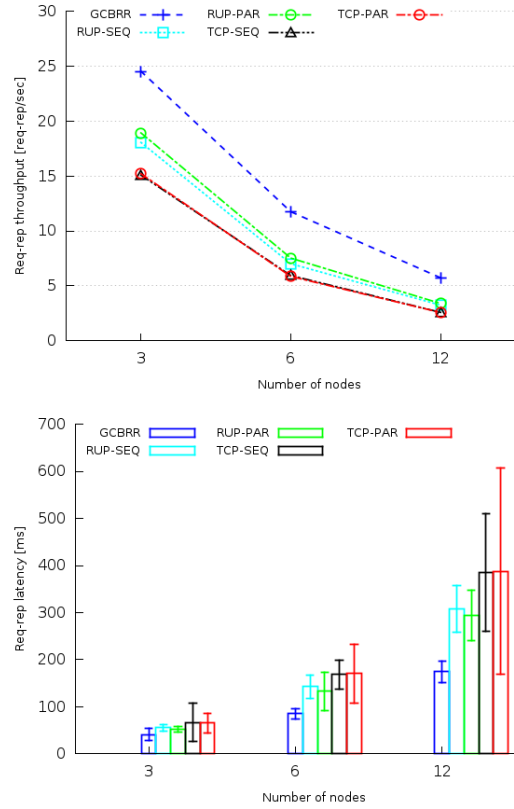 GCBRR RUP-PAR TCP-PAR
RUP-SEQ TCP-SEQ
30
25
20
15
10
5
0
Req-rep throughput [req-rep/sec]
3 6 12
Number of nodes
GCBRR RUP-PAR TCP-PAR
RUP-SEQ TCP-SEQ
700
600
500
400
300
200
100
0
Req-rep latency [ms]
3 6 12
Number of nodes